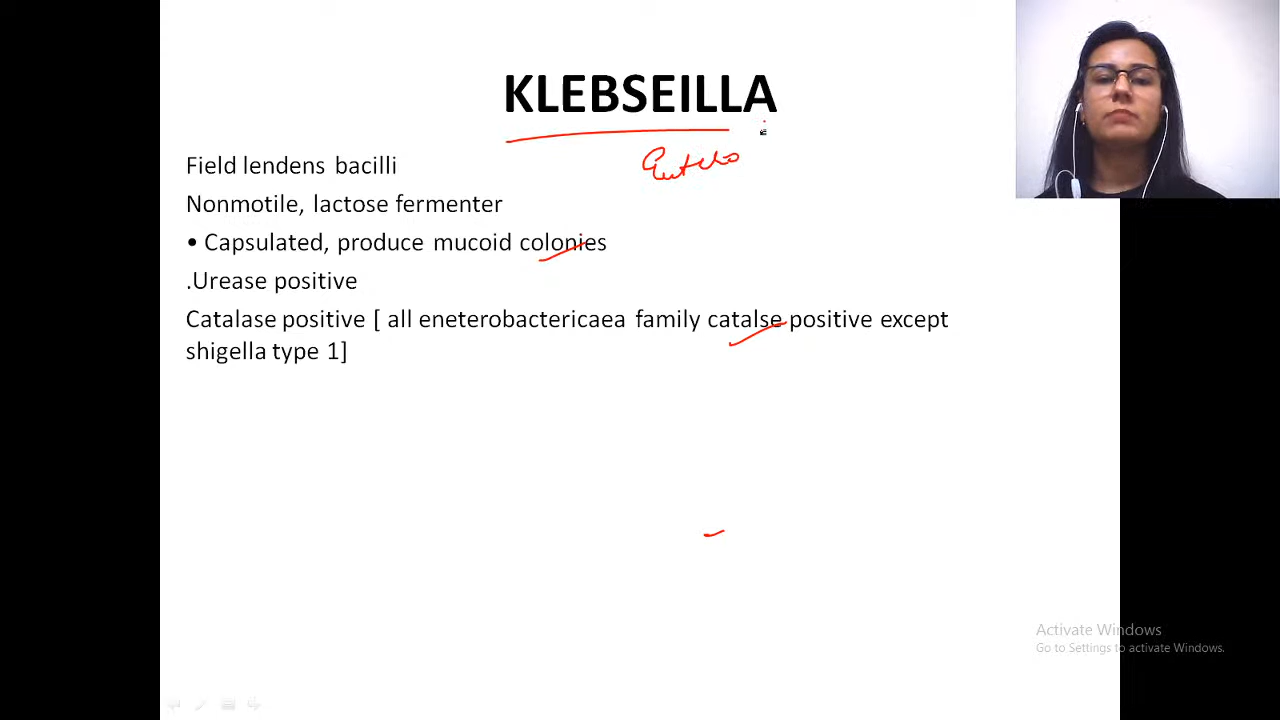 KLEBSEILLA
Entero
Field lendens bacilli
Nonmotile, lactose fermenter
• Capsulated, produce mucoid colonies
.Urease positive
Catalase positive [ all eneterobactericaea family catalse positive except
shigella type 1]
Activate Windows
Go to Settings to activate Windows.